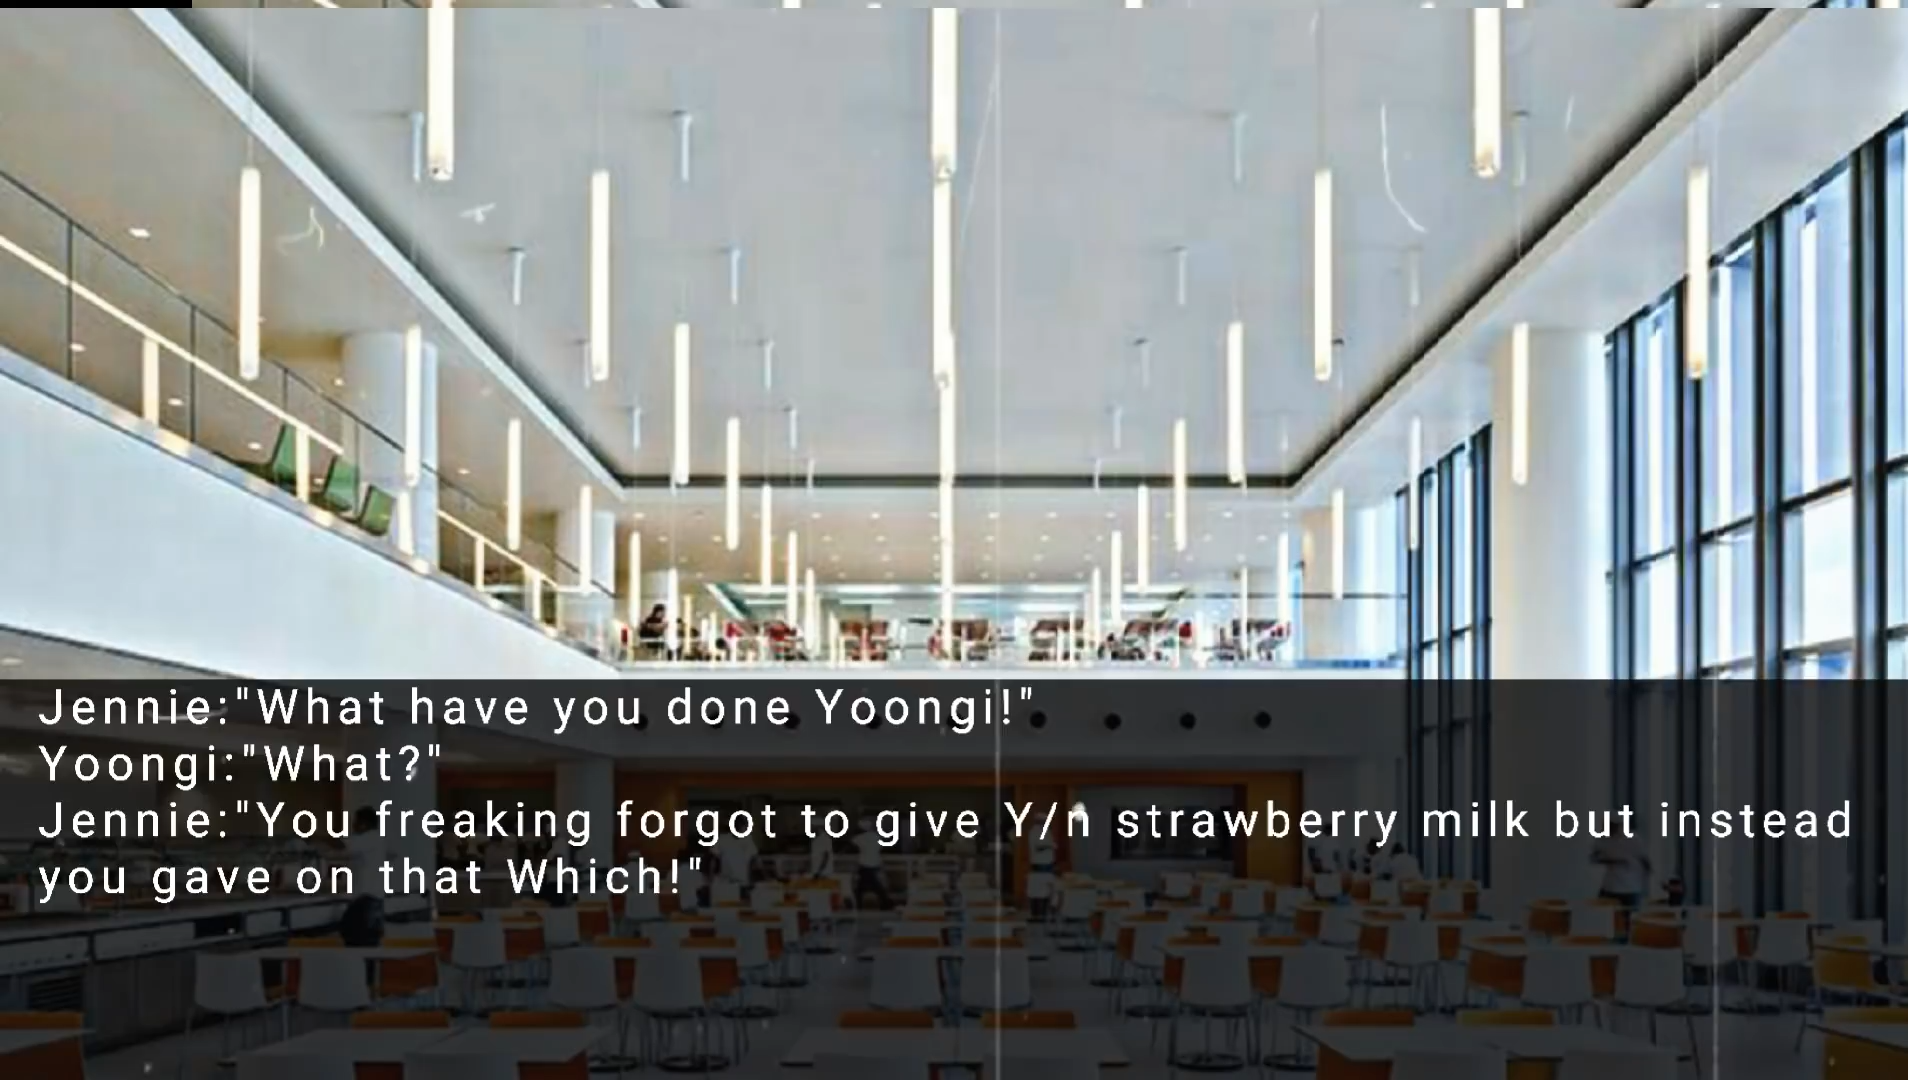 Jennie:"What have you done Yoongi!"
Yoongi:"What?"
Jennie:"You freaking forgot to give Y/n strawberry milk but instead
you gave on that Which!"